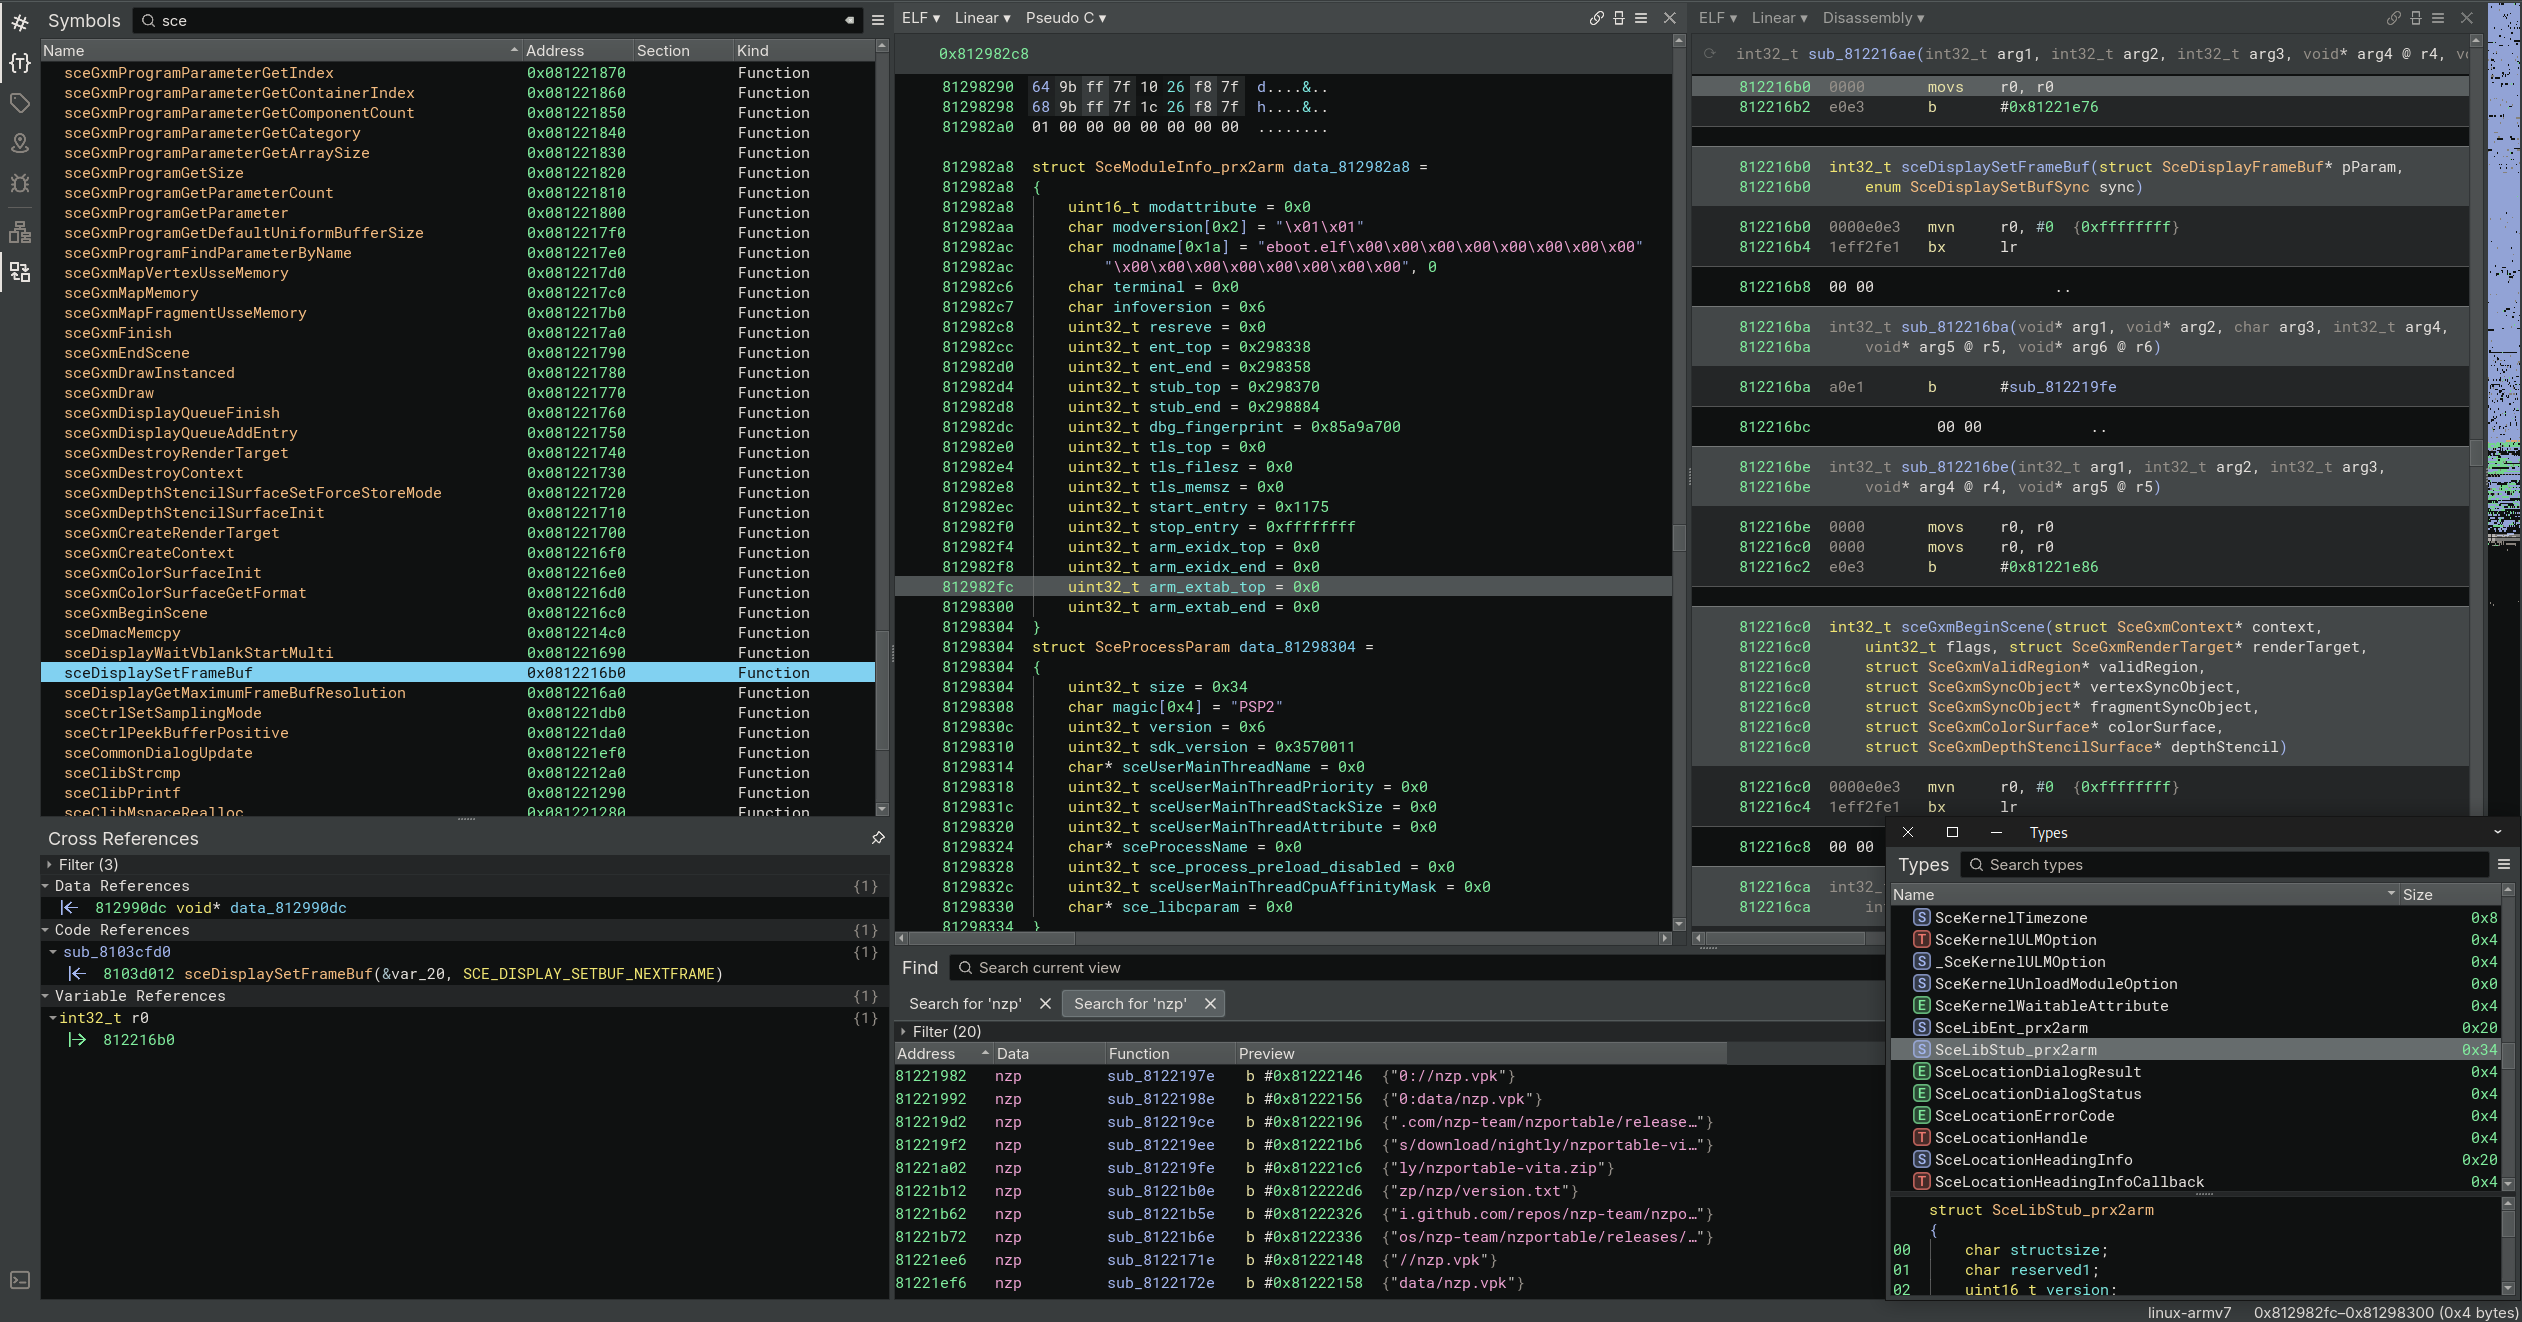 Symbols
sce
Name Address Section Kind
sceGxmProgramParameterGetIndex 0x081221870 Function
sceGxmProgramParameterGetContainerIndex 0x081221860 Function
sceGxmProgramParameterGetComponentCount 0x081221850 Function
sceGxmProgramParameterGetCategory 0x081221840 Function
sceGxmProgramParameterGetArraySize 0x081221830 Function
sceGxmProgramGetSize 0x081221820 Function
sceGxmProgramGetParameterCount 0x081221810 Function
sceGxmProgramGetParameter 0x081221800 Function
sceGxmProgramGetDefaultUniformBufferSize 0x0812217f0 Function
sceGxmProgramFindParameterByName 0x0812217e0 Function
sceGxmMapVertexUsseMemory 0x0812217d0 Function
sceGxmMapMemory 0x0812217c0 Function
sceGxmMapFragmentUsseMemory 0x0812217b0 Function
sceGxmFinish 0x0812217a0 Function
sceGxmEndScene 0x081221790 Function
sceGxmDrawInstanced 0x081221780 Function
sceGxmDraw 0x081221770 Function
sceGxmDisplayQueueFinish 0x081221760 Function
sceGxmDisplayQueueAddEntry 0x081221750 Function
sceGxmDestroyRenderTarget 0x081221740 Function
sceGxmDestroyContext 0x081221730 Function
sceGxmDepthStencilSurfaceSetForceStoreMode 0x081221720 Function
sceGxmDepthStencilSurfaceInit 0x081221710 Function
sceGxmCreateRenderTarget 0x081221700 Function
sceGxmCreateContext 0x0812216f0 Function
sceGxmColorSurfaceInit 0x0812216e0 Function
sceGxmColorSurfaceGetFormat 0x0812216d0 Function
sceGxmBeginScene 0x0812216c0 Function
sceDmacMemcpy 0x0812214c0 Function
sceDisplayWaitVblankStartMulti 0x081221690 Function
sceDisplaySetFrameBuf 0x0812216b0 Function
sceDisplayGetMaximumFrameBufResolution 0x0812216a0 Function
sceCtrlSetSamplingMode 0x081221db0 Function
sceCtrlPeekBufferPositive 0x081221da0 Function
sceCommonDialogUpdate 0x081221ef0 Function
sceClibStrcmp 0x0812212a0 Function
sceClibPrintf 0x081221290 Function
sceClibMspaceRealloc 0x081221280 Function
Cross References
Filter (3)
Data References {1}
812990dc void* data_812990dc
Code References {1}
sub_8103cfd0 {1}
8103d012 sceDisplaySetFrameBuf(&var_20, SCE_DISPLAY_SETBUF_NEXTFRAME)
Variable References {1}
int32_t r0 {1}
812216b0
ELF ▾ Linear ▾ Pseudo C ▾
0x812982c8
81298290 64 9b ff 7f 10 26 f8 7f d....&..
81298298 68 9b ff 7f 1c 26 f8 7f h....&..
812982a0 01 00 00 00 00 00 00 00 ........
812982a8 struct SceModuleInfo_prx2arm data_812982a8 =
812982a8 {
812982a8 uint16_t modattribute = 0x0
812982aa char modversion[0x2] = "\x01\x01"
812982ac char modname[0x1a] = "eboot.elf\x00\x00\x00\x00\x00\x00\x00\x00"
812982ac "\x00\x00\x00\x00\x00\x00\x00\x00", 0
812982c6 char terminal = 0x0
812982c7 char infoversion = 0x6
812982c8 uint32_t resreve = 0x0
812982cc uint32_t ent_top = 0x298338
812982d0 uint32_t ent_end = 0x298358
812982d4 uint32_t stub_top = 0x298370
812982d8 uint32_t stub_end = 0x298884
812982dc uint32_t dbg_fingerprint = 0x85a9a700
812982e0 uint32_t tls_top = 0x0
812982e4 uint32_t tls_filesz = 0x0
812982e8 uint32_t tls_memsz = 0x0
812982ec uint32_t start_entry = 0x1175
812982f0 uint32_t stop_entry = 0xffffffff
812982f4 uint32_t arm_exidx_top = 0x0
812982f8 uint32_t arm_exidx_end = 0x0
812982fc uint32_t arm_extab_top = 0x0
81298300 uint32_t arm_extab_end = 0x0
81298304 }
81298304 struct SceProcessParam data_81298304 =
81298304 {
81298304 uint32_t size = 0x34
81298308 char magic[0x4] = "PSP2"
8129830c uint32_t version = 0x6
81298310 uint32_t sdk_version = 0x3570011
81298314 char* sceUserMainThreadName = 0x0
81298318 uint32_t sceUserMainThreadPriority = 0x0
8129831c uint32_t sceUserMainThreadStackSize = 0x0
81298320 uint32_t sceUserMainThreadAttribute = 0x0
81298324 char* sceProcessName = 0x0
81298328 uint32_t sce_process_preload_disabled = 0x0
8129832c uint32_t sceUserMainThreadCpuAffinityMask = 0x0
81298330 char* sce_libcparam = 0x0
81298334 }
ELF ▾ Linear ▾ Disassembly ▾
int32_t sub_812216ae(int32_t arg1, int32_t arg2, int32_t arg3, void* arg4 @ r4, v
812216b0 0000 movs r0, r0
812216b2 e0e3 b #0x81221e76
812216b0 int32_t sceDisplaySetFrameBuf(struct SceDisplayFrameBuf* pParam,
812216b0 enum SceDisplaySetBufSync sync)
812216b0 0000e0e3 mvn r0, #0 {0xffffffff}
812216b4 1eff2fe1 bx lr
812216b8 00 00 ..
812216ba int32_t sub_812216ba(void* arg1, void* arg2, char arg3, int32_t arg4,
812216ba void* arg5 @ r5, void* arg6 @ r6)
812216ba a0e1 b #sub_812219fe
812216bc 00 00 ..
812216be int32_t sub_812216be(int32_t arg1, int32_t arg2, int32_t arg3,
812216be void* arg4 @ r4, void* arg5 @ r5)
812216be 0000 movs r0, r0
812216c0 0000 movs r0, r0
812216c2 e0e3 b #0x81221e86
812216c0 int32_t sceGxmBeginScene(struct SceGxmContext* context,
812216c0 uint32_t flags, struct SceGxmRenderTarget* renderTarget,
812216c0 struct SceGxmValidRegion* validRegion,
812216c0 struct SceGxmSyncObject* vertexSyncObject,
812216c0 struct SceGxmSyncObject* fragmentSyncObject,
812216c0 struct SceGxmColorSurface* colorSurface,
812216c0 struct SceGxmDepthStencilSurface* depthStencil)
812216c0 0000e0e3 mvn r0, #0 {0xffffffff}
812216c4 1eff2fe1 bx lr
812216c8 00 00
812216ca int32_
812216ca in
Find Search current view
Search for 'nzp' Search for 'nzp'
Filter (20)
Address Data Function Preview
81221982 nzp sub_8122197e b #0x81222146 {"0://nzp.vpk"}
81221992 nzp sub_8122198e b #0x81222156 {"0:data/nzp.vpk"}
812219d2 nzp sub_812219ce b #0x81222196 {".com/nzp-team/nzportable/release…"}
812219f2 nzp sub_812219ee b #0x812221b6 {"s/download/nightly/nzportable-vi…"}
81221a02 nzp sub_812219fe b #0x812221c6 {"ly/nzportable-vita.zip"}
81221b12 nzp sub_81221b0e b #0x812222d6 {"zp/nzp/version.txt"}
81221b62 nzp sub_81221b5e b #0x81222326 {"i.github.com/repos/nzp-team/nzpo…"}
81221b72 nzp sub_81221b6e b #0x81222336 {"os/nzp-team/nzportable/releases/…"}
81221ee6 nzp sub_8122171e b #0x81222148 {"//nzp.vpk"}
81221ef6 nzp sub_8122172e b #0x81222158 {"data/nzp.vpk"}
Types
Types Search types
Name Size
S SceKernelTimezone 0x8
T SceKernelULMOption 0x4
S _SceKernelULMOption 0x4
S SceKernelUnloadModuleOption 0x0
E SceKernelWaitableAttribute 0x4
S SceLibEnt_prx2arm 0x20
S SceLibStub_prx2arm 0x34
E SceLocationDialogResult 0x4
E SceLocationDialogStatus 0x4
E SceLocationErrorCode 0x4
T SceLocationHandle 0x4
S SceLocationHeadingInfo 0x20
T SceLocationHeadingInfoCallback 0x4
struct SceLibStub_prx2arm
{
00 char structsize;
01 char reserved1;
02 uint16_t version;
linux-armv7 0x812982fc–0x81298300 (0x4 bytes)